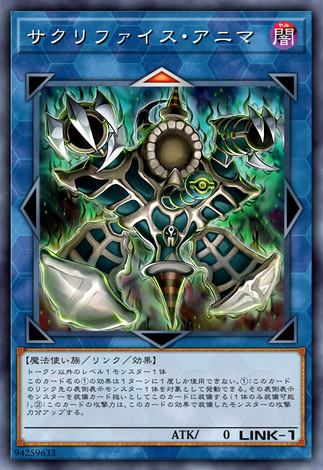 サクリファイス・アニマ
闇
やみ
【魔法使い族／リンク／効果】
トークン以外のレベル１モンスター１体
このカード名の①の効果は１ターンに１度しか使用できない。①：このカード
のリンク先の表側表示モンスター１体を対象として発動できる。その表側表示
モンスターを装備カード扱いとしてこのカードに装備する（１体のみ装備可
能）。②：このカードの攻撃力は、このカードの効果で装備したモンスターの攻撃
力分アップする。
ATK/ 0 LINK-1
94259633